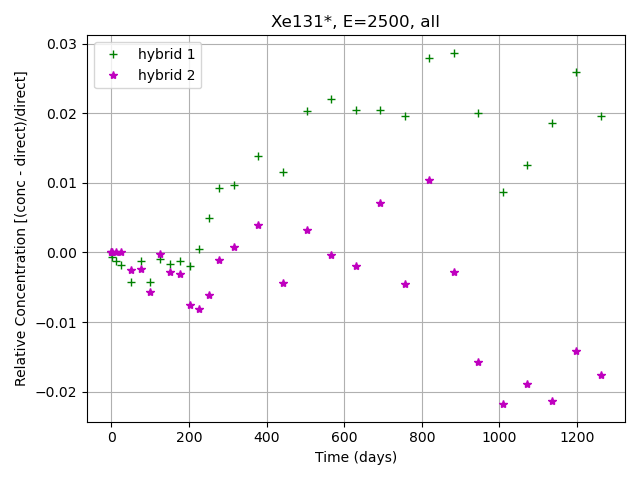 Xe131*, E=2500, all
hybrid 1
hybrid 2
0.03
0.02
0.01
0.00
−0.01
−0.02
Relative Concentration [(conc - direct)/direct]
0 200 400 600 800 1000 1200
Time (days)